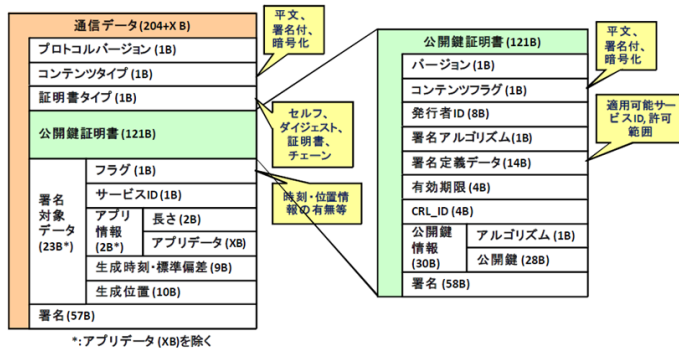 通信データ(204+X B)
プロトコルバージョン(1B)
コンテンツタイプ(1B)
証明書タイプ(1B)
公開鍵証明書(121B)
署名
対象
データ
(23B*)
フラグ(1B)
サービスID(1B)
アプリ
情報
(2B*)
長さ(2B)
アプリデータ(XB)
生成時刻・標準偏差(9B)
生成位置(10B)
署名(57B)
*:アプリデータ(XB)を除く
平文、
署名付、
暗号化
セルフ、
ダイジェスト、
証明書、
チェーン
時刻・位置情
報の有無等
公開鍵証明書(121B)
バージョン(1B)
コンテンツフラグ(1B)
発行者ID(8B)
署名アルゴリズム(1B)
署名定義データ(14B)
有効期限(4B)
CRL_ID(4B)
公開鍵
情報
(30B)
アルゴリズム(1B)
公開鍵(28B)
署名(58B)
平文、
署名付、
暗号化
適用可能サー
ビスID,許可
範囲